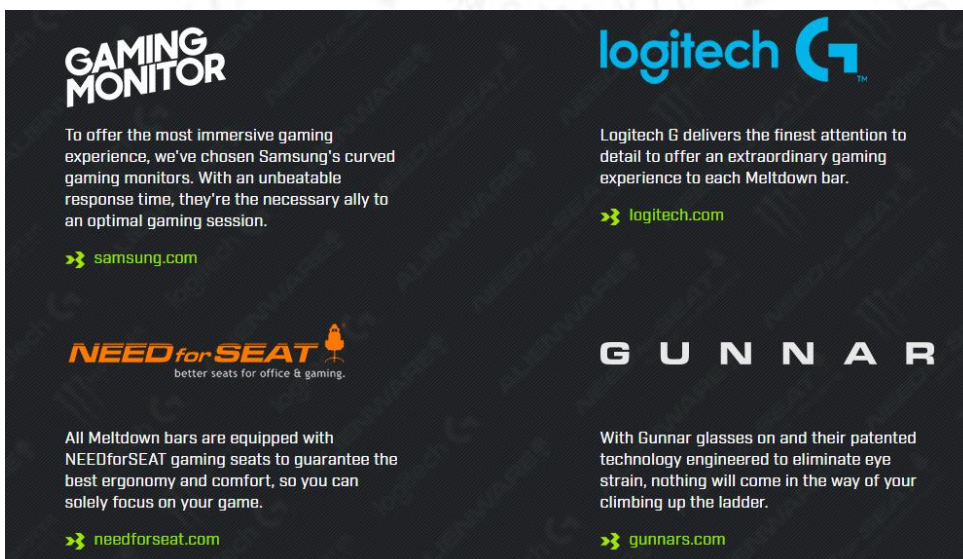 GAMING
MONITOR
To offer the most immersive gaming
experience, we've chosen Samsung's curved
gaming monitors. With an unbeatable
response time, they're the necessary ally to
an optimal gaming session.
samsung.com
logitech G™
Logitech G delivers the finest attention to
detail to offer an extraordinary gaming
experience to each Meltdown bar.
logitech.com
NEEDforSEAT®
better seats for office & gaming.
All Meltdown bars are equipped with
NEEDforSEAT gaming seats to guarantee the
best ergonomy and comfort, so you can
solely focus on your game.
needforseat.com
GUNNAR
With Gunnar glasses on and their patented
technology engineered to eliminate eye
strain, nothing will come in the way of your
climbing up the ladder.
gunnars.com